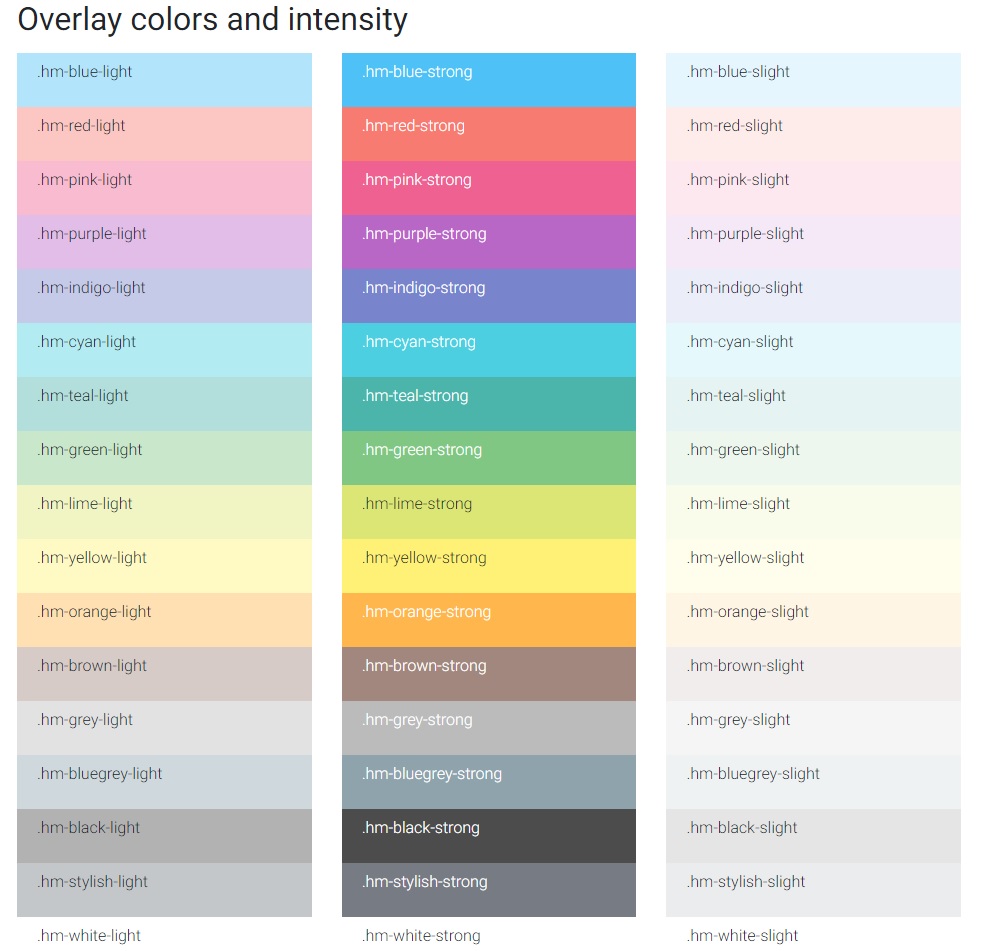 Overlay colors and intensity
.hm-blue-light
.hm-red-light
.hm-pink-light
.hm-purple-light
.hm-indigo-light
.hm-cyan-light
.hm-teal-light
.hm-green-light
.hm-lime-light
.hm-yellow-light
.hm-orange-light
.hm-brown-light
.hm-grey-light
.hm-bluegrey-light
.hm-black-light
.hm-stylish-light
.hm-white-light
.hm-blue-strong
.hm-red-strong
.hm-pink-strong
.hm-purple-strong
.hm-indigo-strong
.hm-cyan-strong
.hm-teal-strong
.hm-green-strong
.hm-lime-strong
.hm-yellow-strong
.hm-orange-strong
.hm-brown-strong
.hm-grey-strong
.hm-bluegrey-strong
.hm-black-strong
.hm-stylish-strong
.hm-white-strong
.hm-blue-slight
.hm-red-slight
.hm-pink-slight
.hm-purple-slight
.hm-indigo-slight
.hm-cyan-slight
.hm-teal-slight
.hm-green-slight
.hm-lime-slight
.hm-yellow-slight
.hm-orange-slight
.hm-brown-slight
.hm-grey-slight
.hm-bluegrey-slight
.hm-black-slight
.hm-stylish-slight
.hm-white-slight